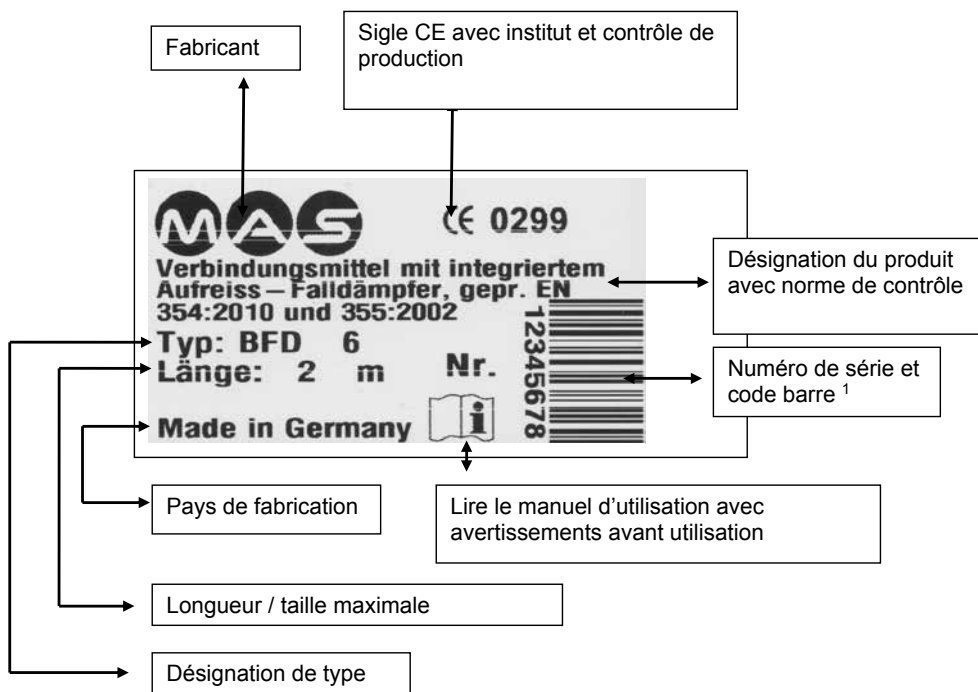 Fabricant
Sigle CE avec institut et contrôle de
production
MAS
CE 0299
Verbindungsmittel mit integriertem
Aufreiss – Falldämpfer, gepr. EN
354:2010 und 355:2002
Typ: BFD 6
Länge: 2 m
Nr.
12345678
Made in Germany
i
Désignation du produit
avec norme de contrôle
Numéro de série et
code barre 1
Pays de fabrication
Lire le manuel d’utilisation avec
avertissements avant utilisation
Longueur / taille maximale
Désignation de type